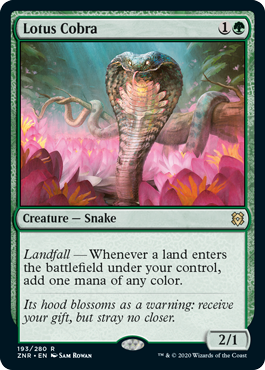 Lotus Cobra 1
Creature — Snake
Landfall — Whenever a land enters
the battlefield under your control,
add one mana of any color.
Its hood blossoms as a warning: receive
your gift, but stray no closer.
2/1
193/280 R
ZNR • EN SAM ROWAN ™ & © 2020 Wizards of the Coast